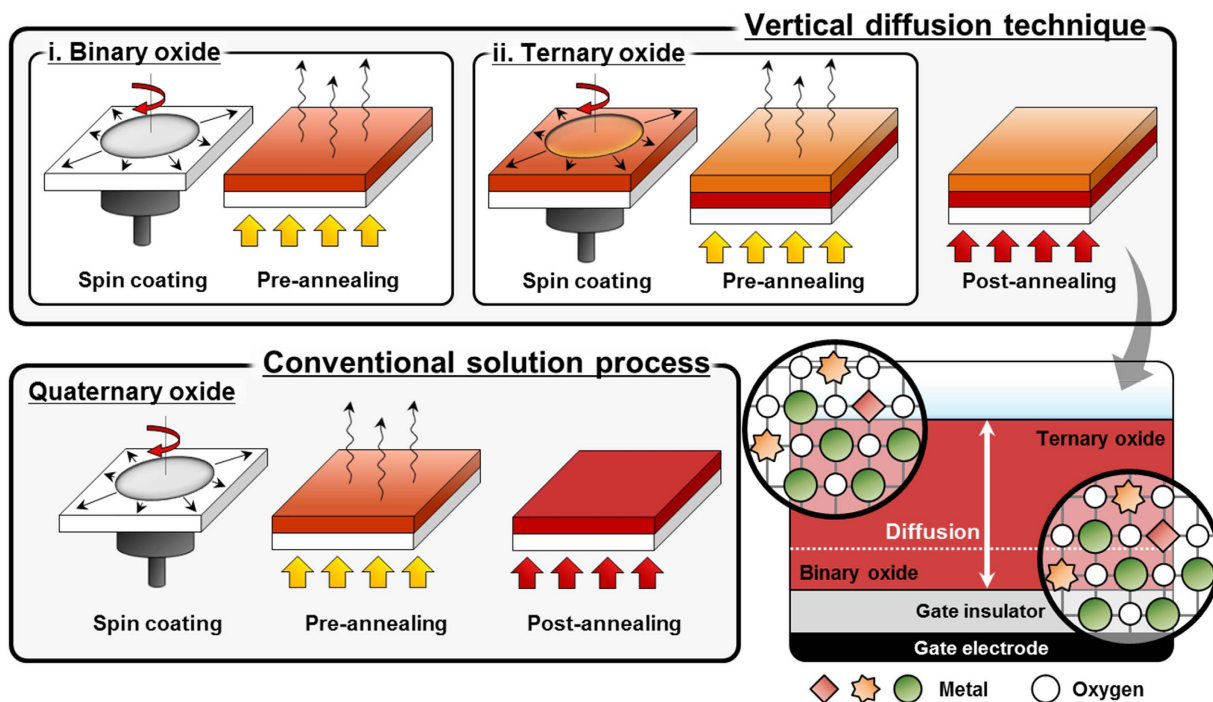 Vertical diffusion technique
i. Binary oxide
Spin coating
Pre-annealing
ii. Ternary oxide
Spin coating
Pre-annealing
Post-annealing
Conventional solution process
Quaternary oxide
Spin coating
Pre-annealing
Post-annealing
Ternary oxide
Diffusion
Binary oxide
Gate insulator
Gate electrode
Metal
Oxygen